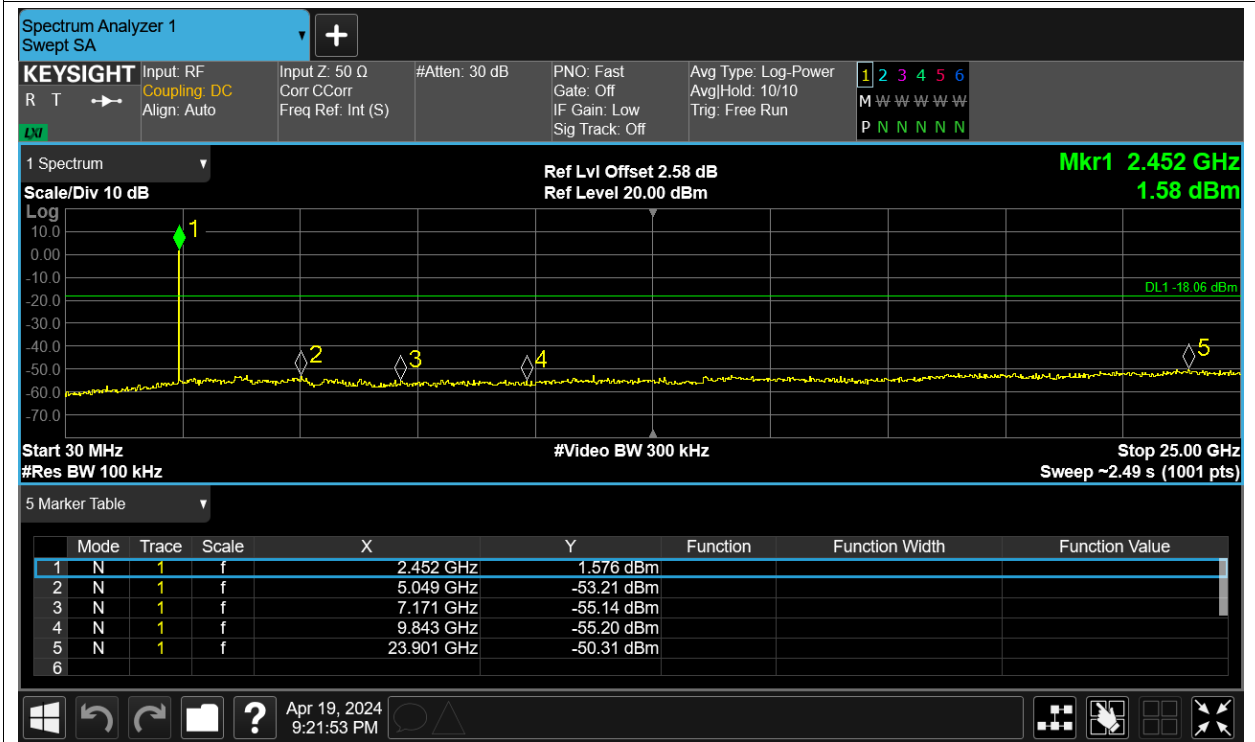 Spectrum Analyzer 1
Swept SA
KEYSIGHT
R T
LXI
Input: RF
Coupling: DC
Align: Auto
Input Z: 50 Ω
Corr CCorr
Freq Ref: Int (S)
#Atten: 30 dB
PNO: Fast
Gate: Off
IF Gain: Low
Sig Track: Off
Avg Type: Log-Power
Avg|Hold: 10/10
Trig: Free Run
1 2 3 4 5 6
M W W W W W
P N N N N N
1 Spectrum
Scale/Div 10 dB
Ref Lvl Offset 2.58 dB
Ref Level 20.00 dBm
Mkr1 2.452 GHz
1.58 dBm
Log
10.0
0.00
-10.0
-20.0
-30.0
-40.0
-50.0
-60.0
-70.0
1
DL1 -18.06 dBm
2
3
4
5
Start 30 MHz
#Res BW 100 kHz
#Video BW 300 kHz
Stop 25.00 GHz
Sweep ~2.49 s (1001 pts)
5 Marker Table
Mode Trace Scale X Y Function Function Width Function Value
1 N 1 f 2.452 GHz 1.576 dBm
2 N 1 f 5.049 GHz -53.21 dBm
3 N 1 f 7.171 GHz -55.14 dBm
4 N 1 f 9.843 GHz -55.20 dBm
5 N 1 f 23.901 GHz -50.31 dBm
6
?
Apr 19, 2024
9:21:53 PM